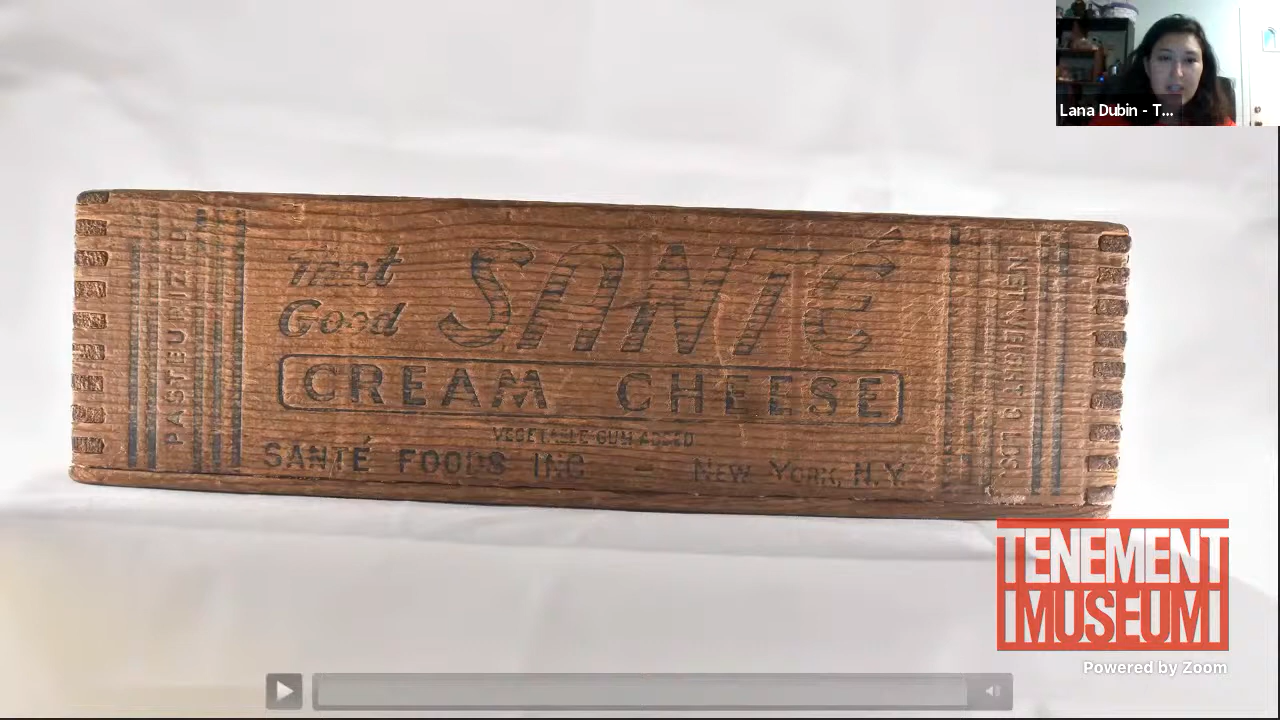 Lana Dubin - T...
PASTEURIZED
That
Good
SANTÉ
CREAM CHEESE
VEGETABLE GUM ADDED
SANTÉ FOODS INC - NEW YORK, N.Y.
NET WEIGHT 3 LBS
TENEMENT
MUSEUM
Powered by Zoom